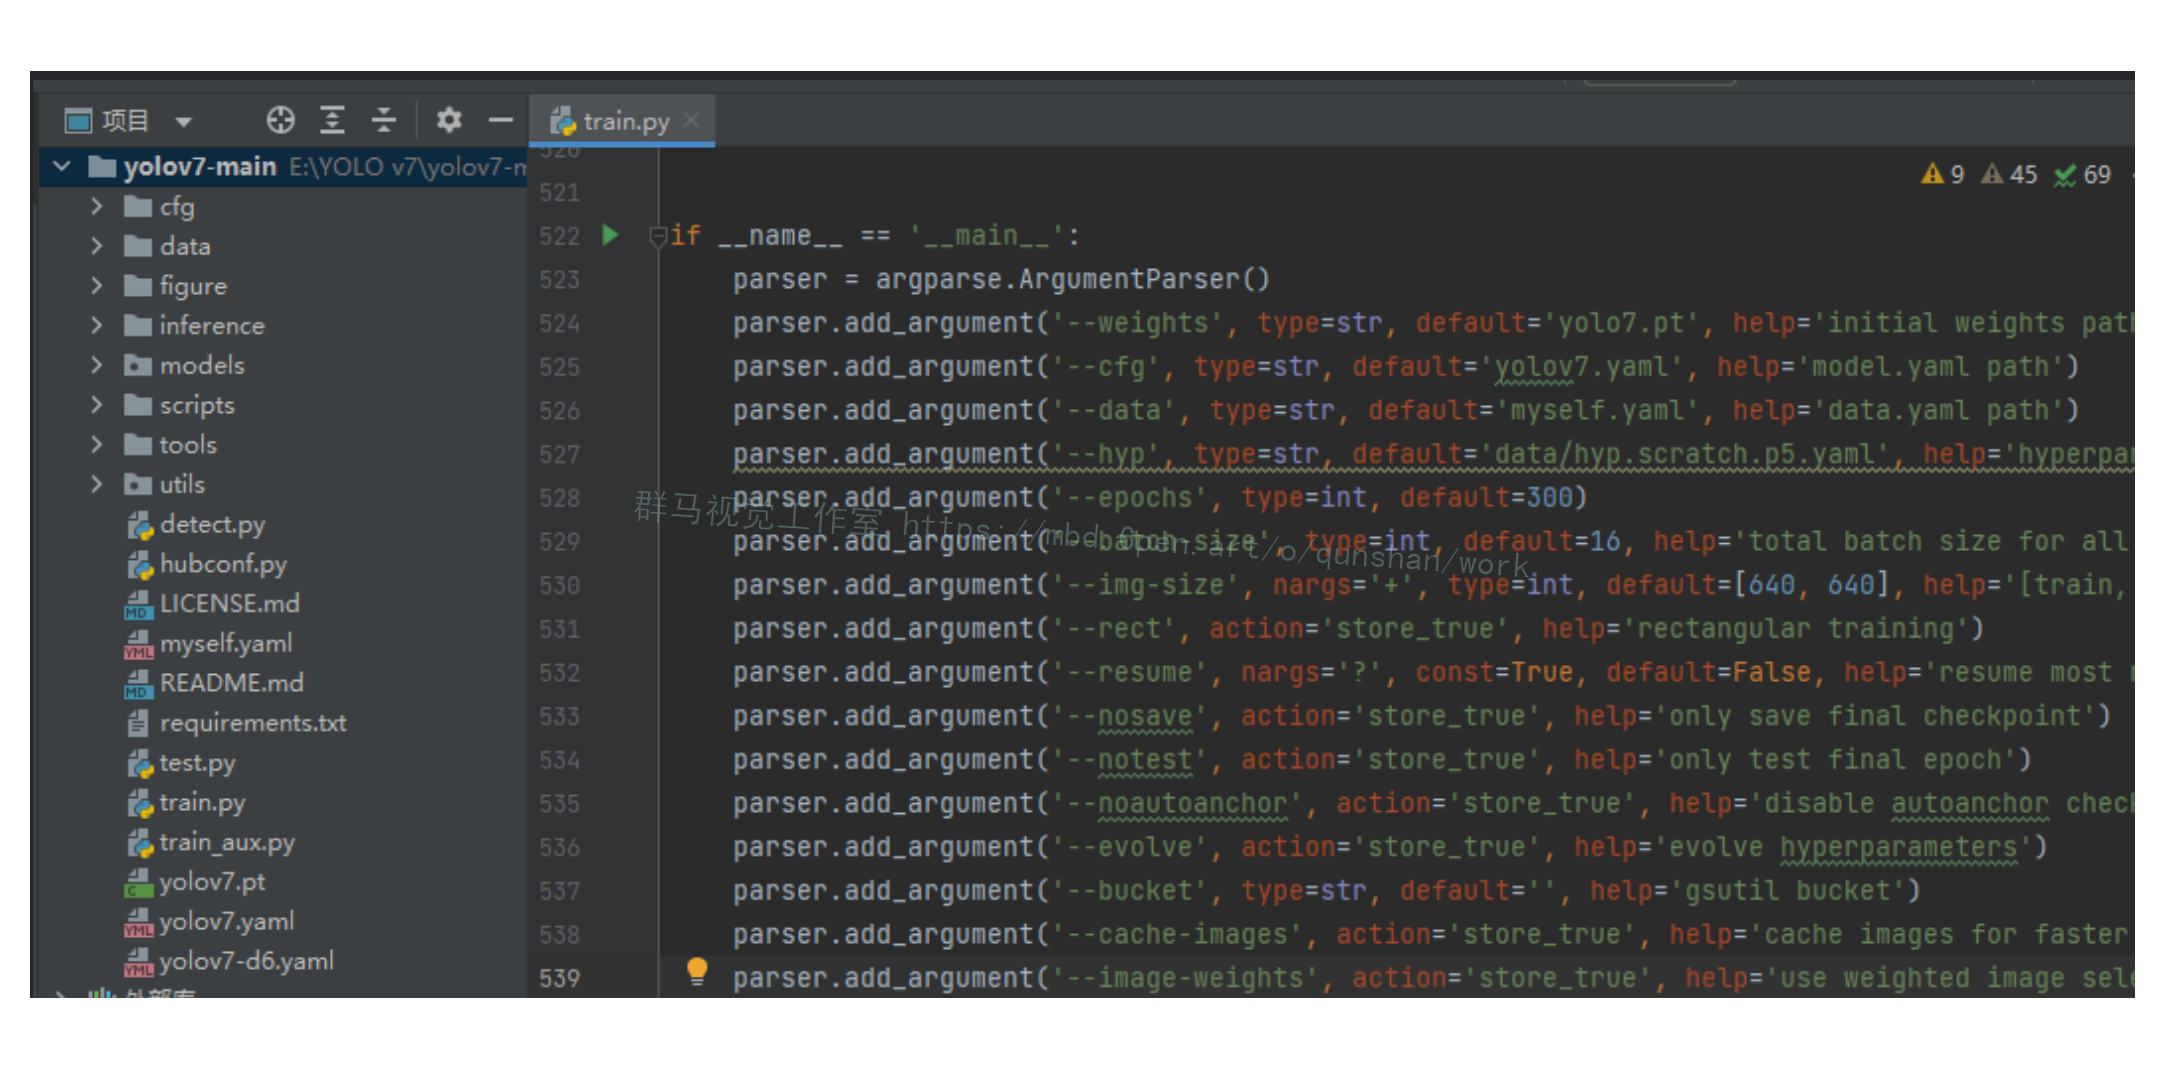 项目
train.py
yolov7-main E:\YOLO v7\yolov7-m
cfg
data
figure
inference
models
scripts
tools
utils
detect.py
hubconf.py
LICENSE.md
myself.yaml
README.md
requirements.txt
test.py
train.py
train_aux.py
yolov7.pt
yolov7.yaml
yolov7-d6.yaml
外部库
9 45 69
520
521
522 if __name__ == '__main__':
523 parser = argparse.ArgumentParser()
524 parser.add_argument('--weights', type=str, default='yolo7.pt', help='initial weights path
525 parser.add_argument('--cfg', type=str, default='yolov7.yaml', help='model.yaml path')
526 parser.add_argument('--data', type=str, default='myself.yaml', help='data.yaml path')
527 parser.add_argument('--hyp', type=str, default='data/hyp.scratch.p5.yaml', help='hyperpar
528 parser.add_argument('--epochs', type=int, default=300)
529 parser.add_argument('--batch-size', type=int, default=16, help='total batch size for all
530 parser.add_argument('--img-size', nargs='+', type=int, default=[640, 640], help='[train,
531 parser.add_argument('--rect', action='store_true', help='rectangular training')
532 parser.add_argument('--resume', nargs='?', const=True, default=False, help='resume most
533 parser.add_argument('--nosave', action='store_true', help='only save final checkpoint')
534 parser.add_argument('--notest', action='store_true', help='only test final epoch')
535 parser.add_argument('--noautoanchor', action='store_true', help='disable autoanchor check
536 parser.add_argument('--evolve', action='store_true', help='evolve hyperparameters')
537 parser.add_argument('--bucket', type=str, default='', help='gsutil bucket')
538 parser.add_argument('--cache-images', action='store_true', help='cache images for faster
539 parser.add_argument('--image-weights', action='store_true', help='use weighted image sele
群马视觉工作室 https://mbd.pen.art/o/qunshan/work